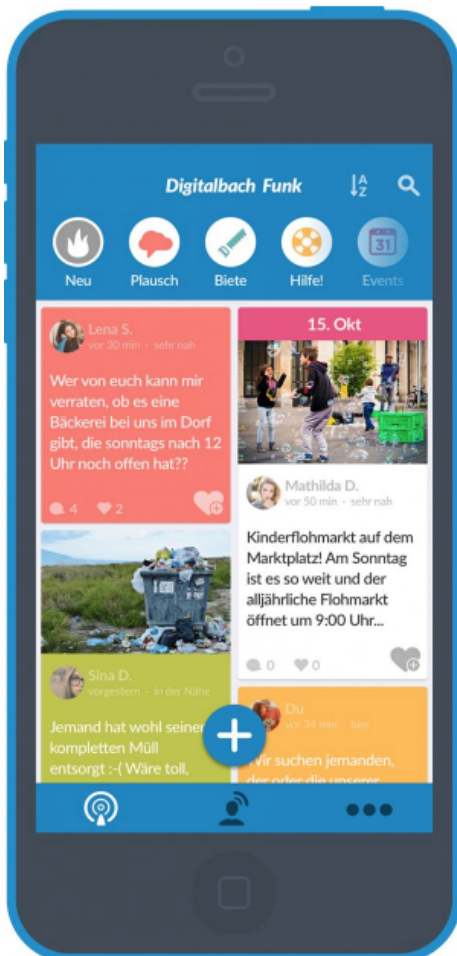 Digitalbach Funk
A
Z
Neu
Plausch
Biete
31
Hilfe!
Events
Lena S.
vor 30 min · sehr nah
Wer von euch kann mir
verraten, ob es eine
Bäckerei bei uns im Dorf
gibt, die sonntags nach 12
Uhr noch offen hat??
4
2
Sina D.
vorgestern · in der Nähe
Jemand hat wohl seinen
kompletten Müll
entsorgt :-( Wäre toll,
15. Okt
Mathilda D.
vor 50 min · sehr nah
Kinderflohmarkt auf dem
Marktplatz! Am Sonntag
ist es so weit und der
alljährliche Flohmarkt
öffnet um 9:00 Uhr...
0
0
Du
vor 34 min · hier
Wir suchen jemanden,
der oder die unserer